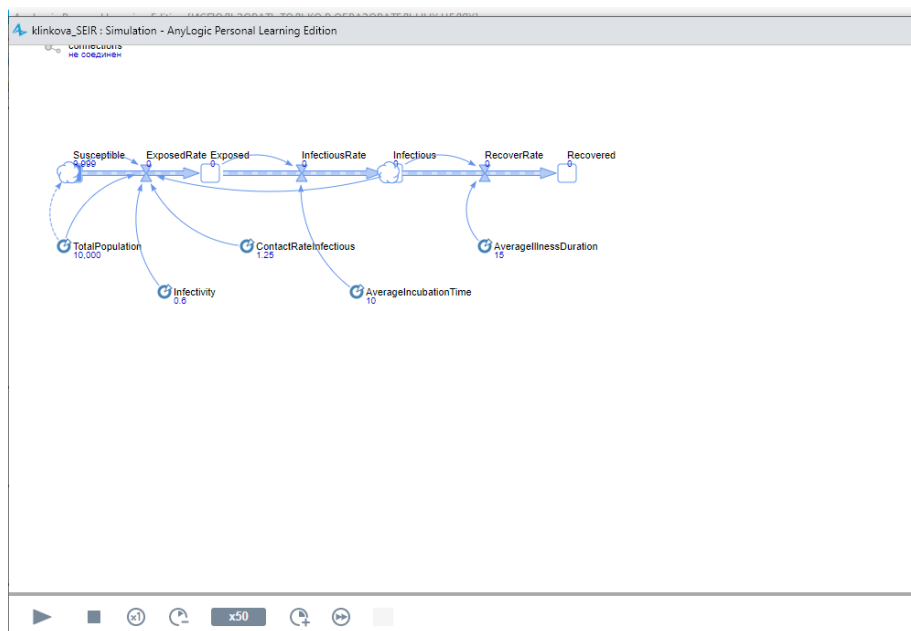 klinkova_SEIR : Simulation - AnyLogic Personal Learning Edition
connections
не соединен
Susceptible
9,999
ExposedRate
0
Exposed
0
InfectiousRate
0
Infectious
0
RecoverRate
0
Recovered
0
TotalPopulation
10,000
ContactRateInfectious
1.25
AverageIllnessDuration
15
Infectivity
0.6
AverageIncubationTime
10
x1
x50